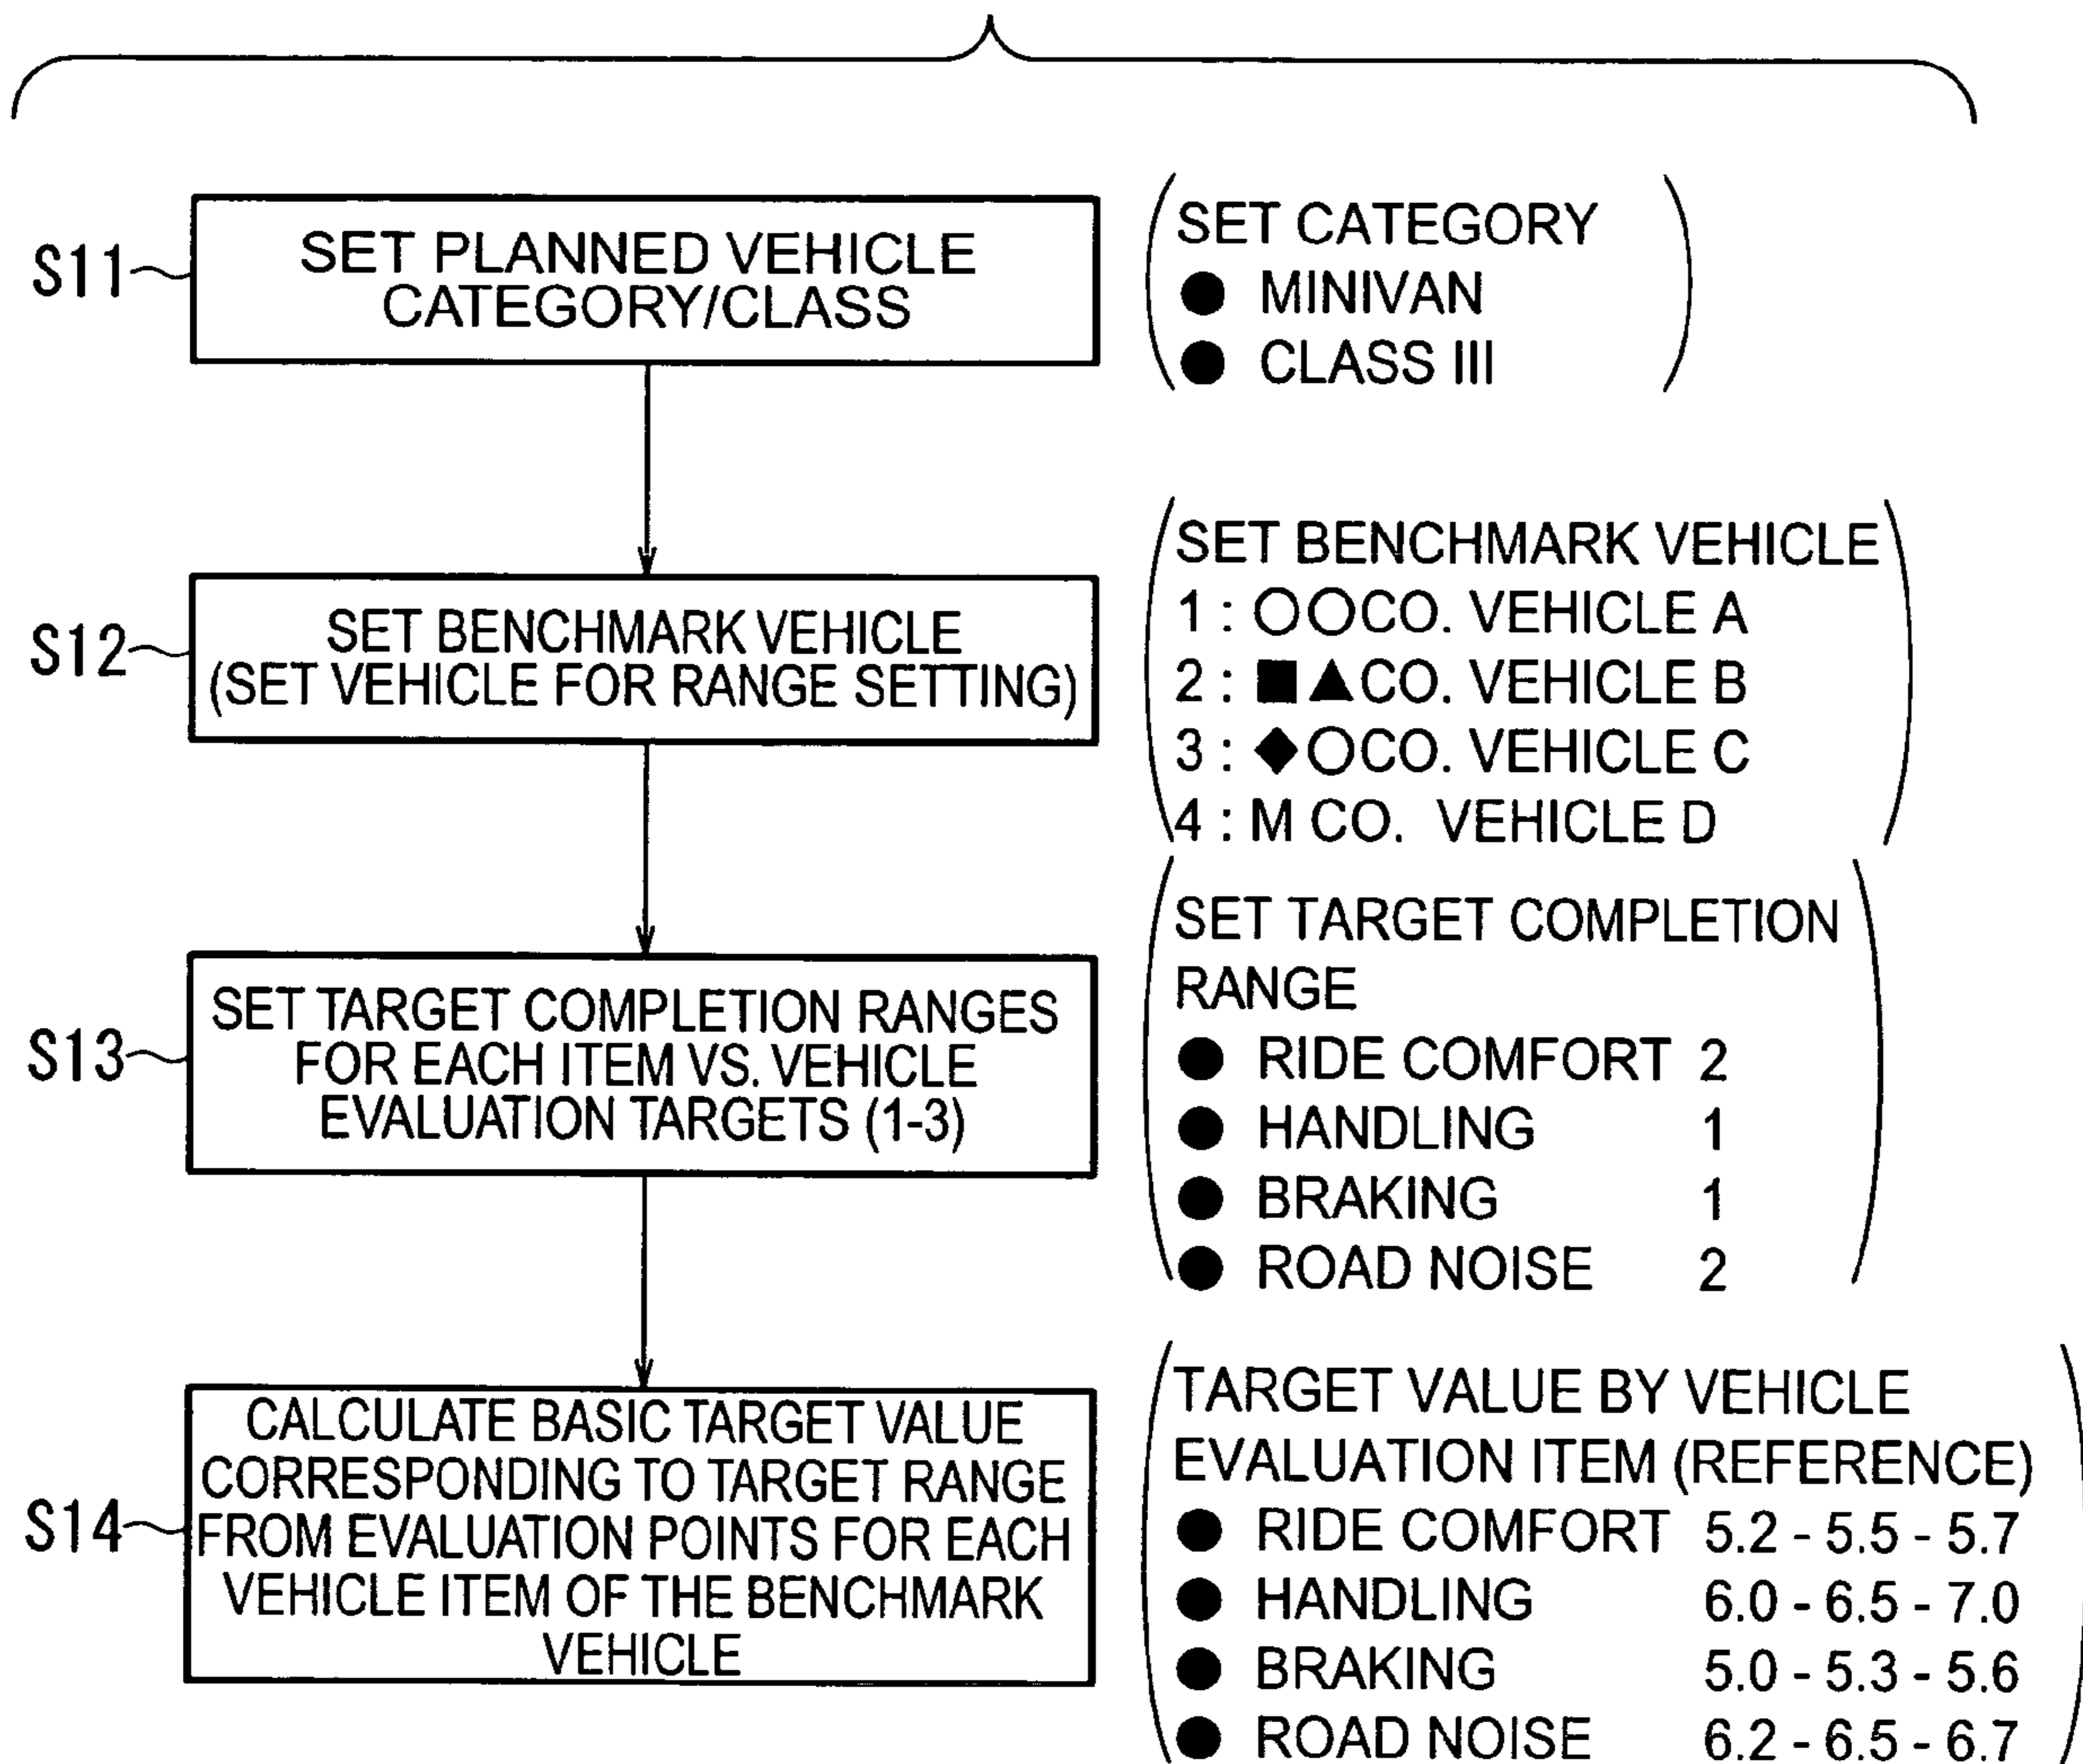 S11
SET PLANNED VEHICLE
CATEGORY/CLASS
SET CATEGORY
● MINIVAN
● CLASS III
S12
SET BENCHMARK VEHICLE
(SET VEHICLE FOR RANGE SETTING)
SET BENCHMARK VEHICLE
1 : ○○CO. VEHICLE A
2 : ■▲CO. VEHICLE B
3 : ◆○CO. VEHICLE C
4 : M CO. VEHICLE D
S13
SET TARGET COMPLETION RANGES
FOR EACH ITEM VS. VEHICLE
EVALUATION TARGETS (1-3)
SET TARGET COMPLETION
RANGE
● RIDE COMFORT 2
● HANDLING 1
● BRAKING 1
● ROAD NOISE 2
S14
CALCULATE BASIC TARGET VALUE
CORRESPONDING TO TARGET RANGE
FROM EVALUATION POINTS FOR EACH
VEHICLE ITEM OF THE BENCHMARK
VEHICLE
TARGET VALUE BY VEHICLE
EVALUATION ITEM (REFERENCE)
● RIDE COMFORT 5.2 - 5.5 - 5.7
● HANDLING 6.0 - 6.5 - 7.0
● BRAKING 5.0 - 5.3 - 5.6
● ROAD NOISE 6.2 - 6.5 - 6.7